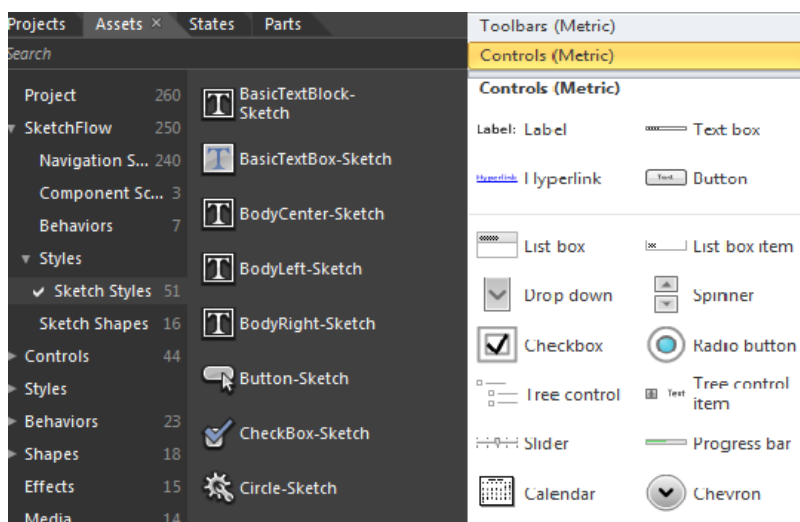 Projects Assets × States Parts
Search
Project 260
SketchFlow 250
Navigation S... 240
Component Sc... 3
Behaviors 7
Styles
Sketch Styles 51
Sketch Shapes 16
Controls 44
Styles
Behaviors 23
Shapes 18
Effects 15
Media 14
BasicTextBlock-
Sketch
BasicTextBox-Sketch
BodyCenter-Sketch
BodyLeft-Sketch
BodyRight-Sketch
Button-Sketch
CheckBox-Sketch
Circle-Sketch
Toolbars (Metric)
Controls (Metric)
Controls (Metric)
Label: Label
Text box
Hyperlink Hyperlink
Text Button
List box
List box item
Drop down
Spinner
Checkbox
Radio button
Tree control
Text Tree control
item
Slider
Progress bar
Calendar
Chevron